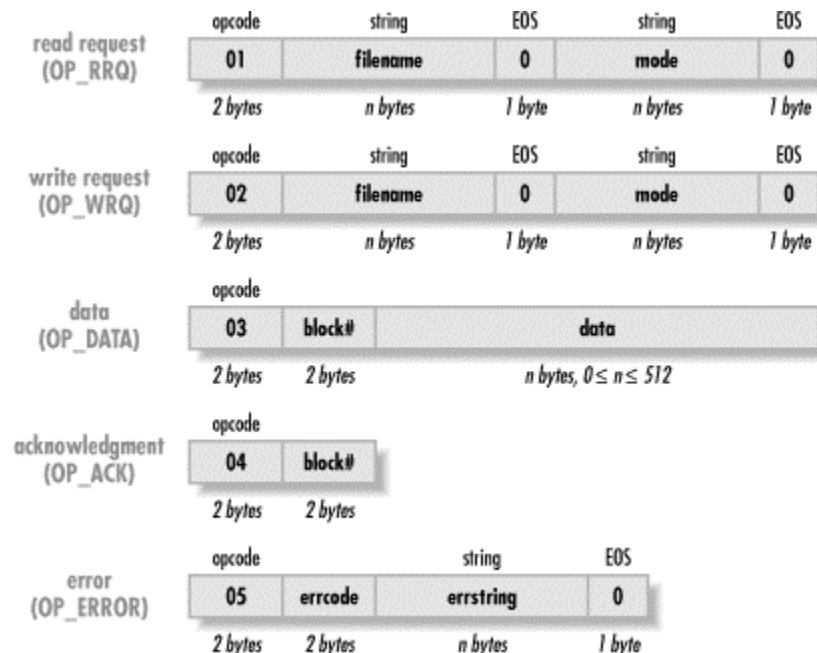 opcode string EOS string EOS
read request
(OP_RRQ)
01 filename 0 mode 0
2 bytes n bytes 1 byte n bytes 1 byte
opcode string EOS string EOS
write request
(OP_WRQ)
02 filename 0 mode 0
2 bytes n bytes 1 byte n bytes 1 byte
opcode
data
(OP_DATA)
03 block# data
2 bytes 2 bytes n bytes, 0 ≤ n ≤ 512
opcode
acknowledgment
(OP_ACK)
04 block#
2 bytes 2 bytes
opcode string EOS
error
(OP_ERROR)
05 errcode errstring 0
2 bytes 2 bytes n bytes 1 byte